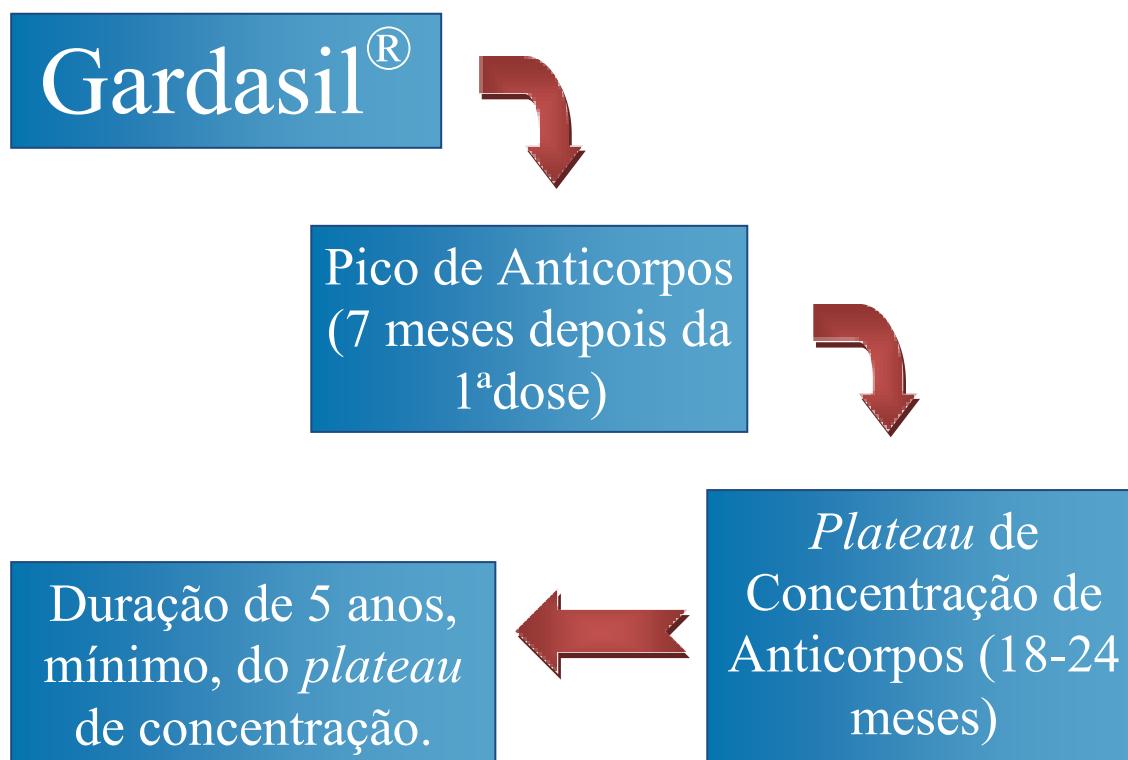 Gardasil®
Pico de Anticorpos
(7 meses depois da
1ªdose)
Plateau de
Concentração de
Anticorpos (18-24
meses)
Duração de 5 anos,
mínimo, do plateau
de concentração.